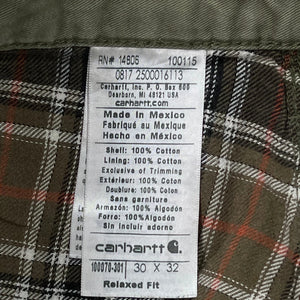 RN# 14806 100115
0817 2500016113
Carhartt, Inc. P.O. Box 600
Dearborn, MI 48121 USA
carhartt.com
Made in Mexico
Fabriqué au Mexique
Hecho en México
Shell: 100% Cotton
Lining: 100% Cotton
Exclusive of Trimming
Extérieur: 100% Coton
Doublure: 100% Coton
Sans garniture
Armazón: 100% Algodón
Forro: 100% Algodón
Sin adornos
carhartt
100070-301 30 X 32
Relaxed Fit